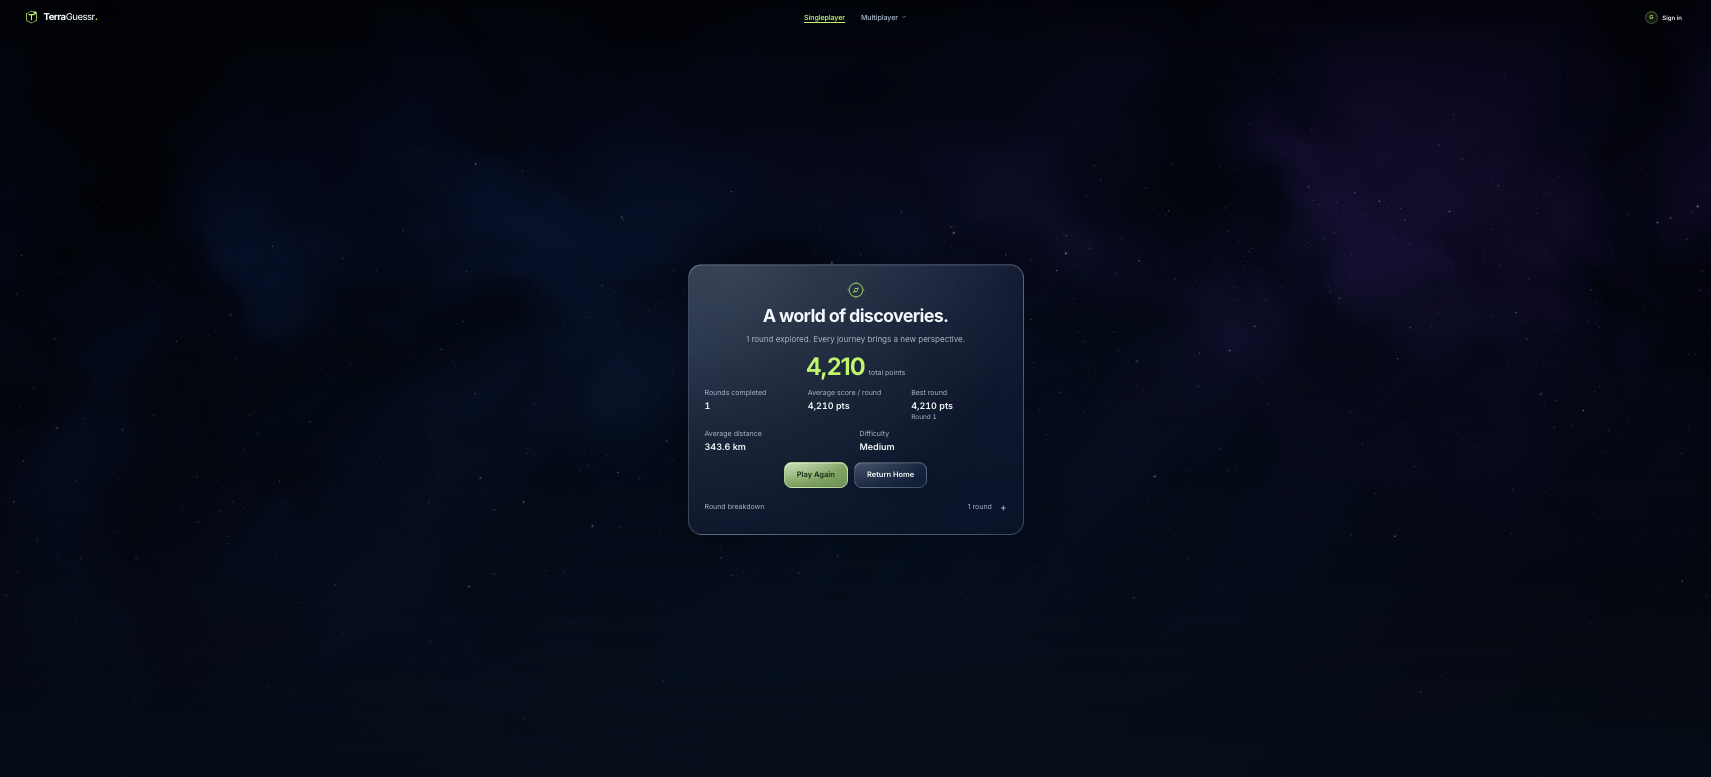 TerraGuessr.
Singleplayer
Multiplayer
G
Sign in
A world of discoveries.
1 round explored. Every journey brings a new perspective.
4,210 total points
Rounds completed
1
Average score / round
4,210 pts
Best round
4,210 pts
Round 1
Average distance
343.6 km
Difficulty
Medium
Play Again
Return Home
Round breakdown
1 round +